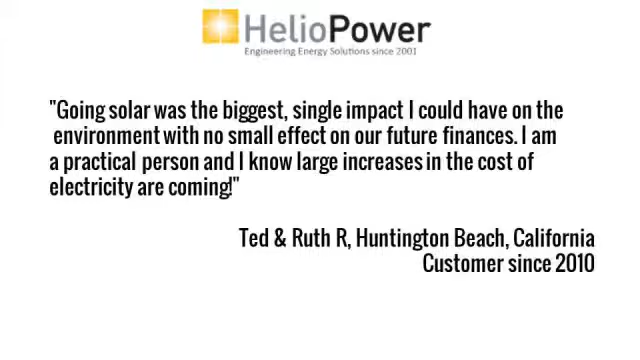 HelioPower
Engineering Energy Solutions since 2001
"Going solar was the biggest, single impact I could have on the
environment with no small effect on our future finances. I am
a practical person and I know large increases in the cost of
electricity are coming!"
Ted & Ruth R, Huntington Beach, California
Customer since 2010